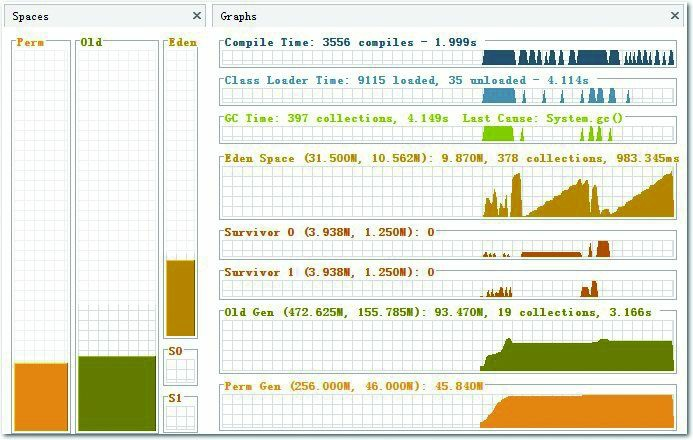 Spaces
Graphs
Perm
Old
Eden
S0
S1
Compile Time: 3556 compiles - 1.999s
Class Loader Time: 9115 loaded, 35 unloaded - 4.114s
GC Time: 397 collections, 4.149s Last Cause: System.gc()
Eden Space (31.500M, 10.562M): 9.870M, 378 collections, 983.345ms
Survivor 0 (3.938M, 1.250M): 0
Survivor 1 (3.938M, 1.250M): 0
Old Gen (472.625M, 155.785M): 93.470M, 19 collections, 3.166s
Perm Gen (256.000M, 46.000M): 45.840M